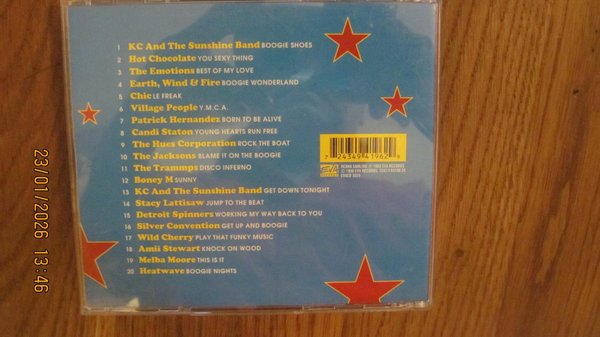 1 KC And The Sunshine Band BOOGIE SHOES
2 Hot Chocolate YOU SEXY THING
3 The Emotions BEST OF MY LOVE
4 Earth, Wind & Fire BOOGIE WONDERLAND
5 Chic LE FREAK
6 Village People Y.M.C.A.
7 Patrick Hernandez BORN TO BE ALIVE
8 Candi Staton YOUNG HEARTS RUN FREE
9 The Hues Corporation ROCK THE BOAT
10 The Jacksons BLAME IT ON THE BOOGIE
11 The Trammps DISCO INFERNO
12 Boney M SUNNY
13 KC And The Sunshine Band GET DOWN TONIGHT
14 Stacy Lattisaw JUMP TO THE BEAT
15 Detroit Spinners WORKING MY WAY BACK TO YOU
16 Silver Convention GET UP AND BOOGIE
17 Wild Cherry PLAY THAT FUNKY MUSIC
18 Amii Stewart KNOCK ON WOOD
19 Melba Moore THIS IS IT
20 Heatwave BOOGIE NIGHTS
7 24349 41962 9
23/01/2026 13:46